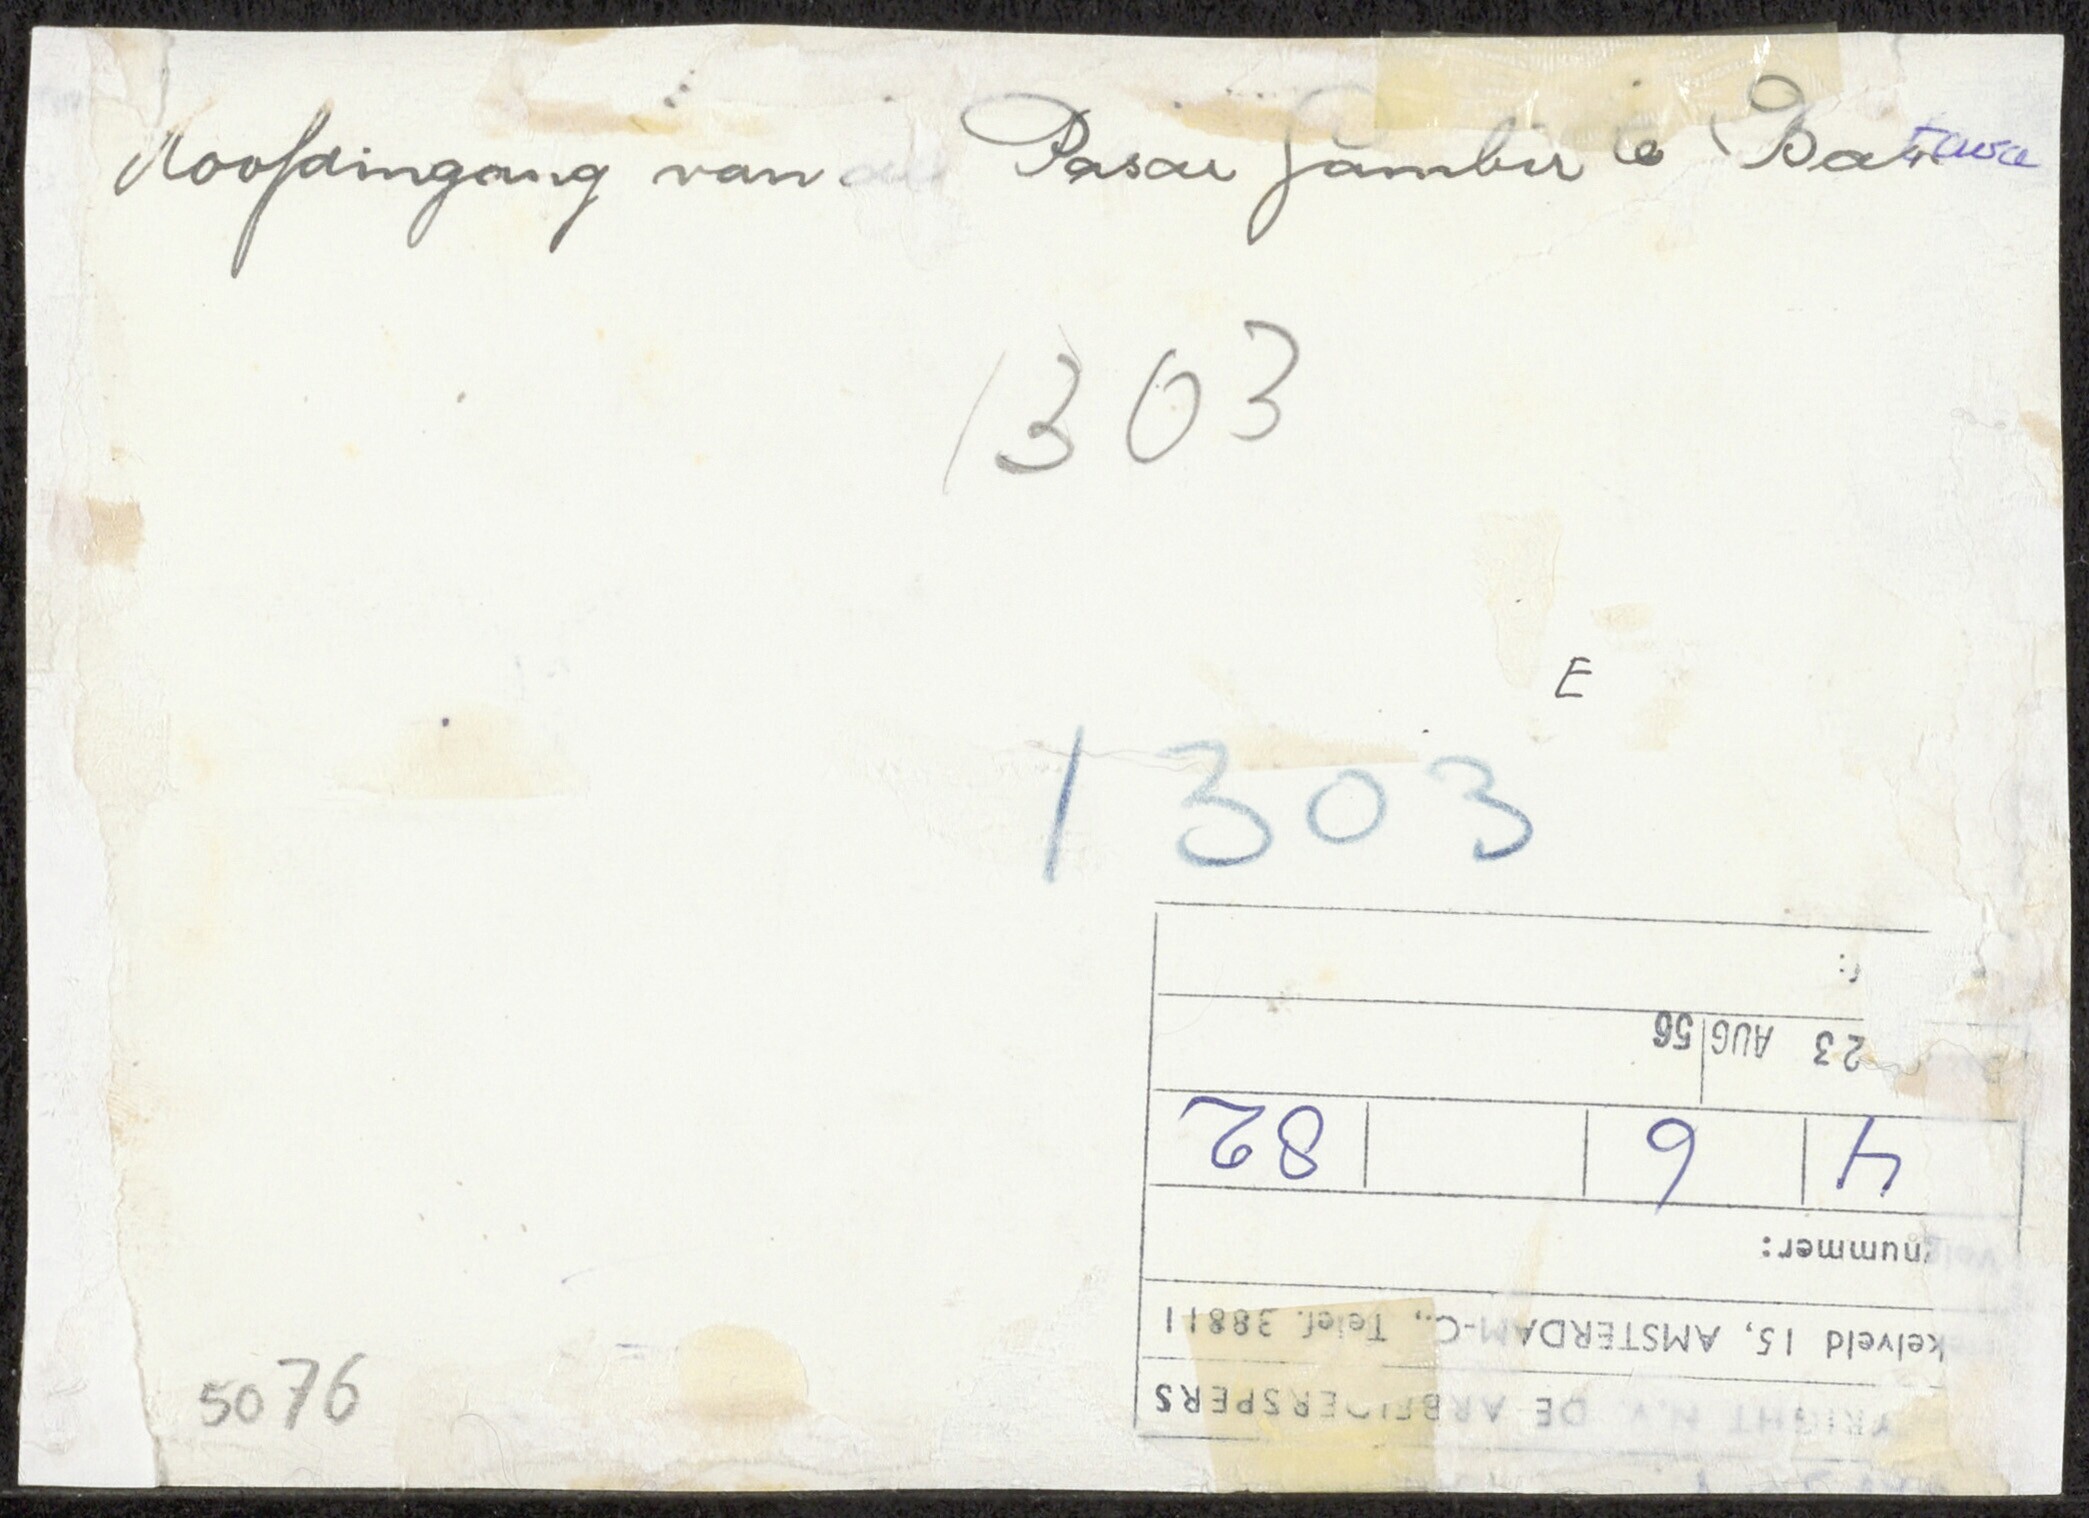 Hoofdingang van de Pasar Gambir te Batavia
1303
E
1303
23 AUG 56
4 6 82
nummer:
kelveld 15, AMSTERDAM-C., Telef. 38811
YRIGHT N.V. DE ARBEIDERSPERS
5076